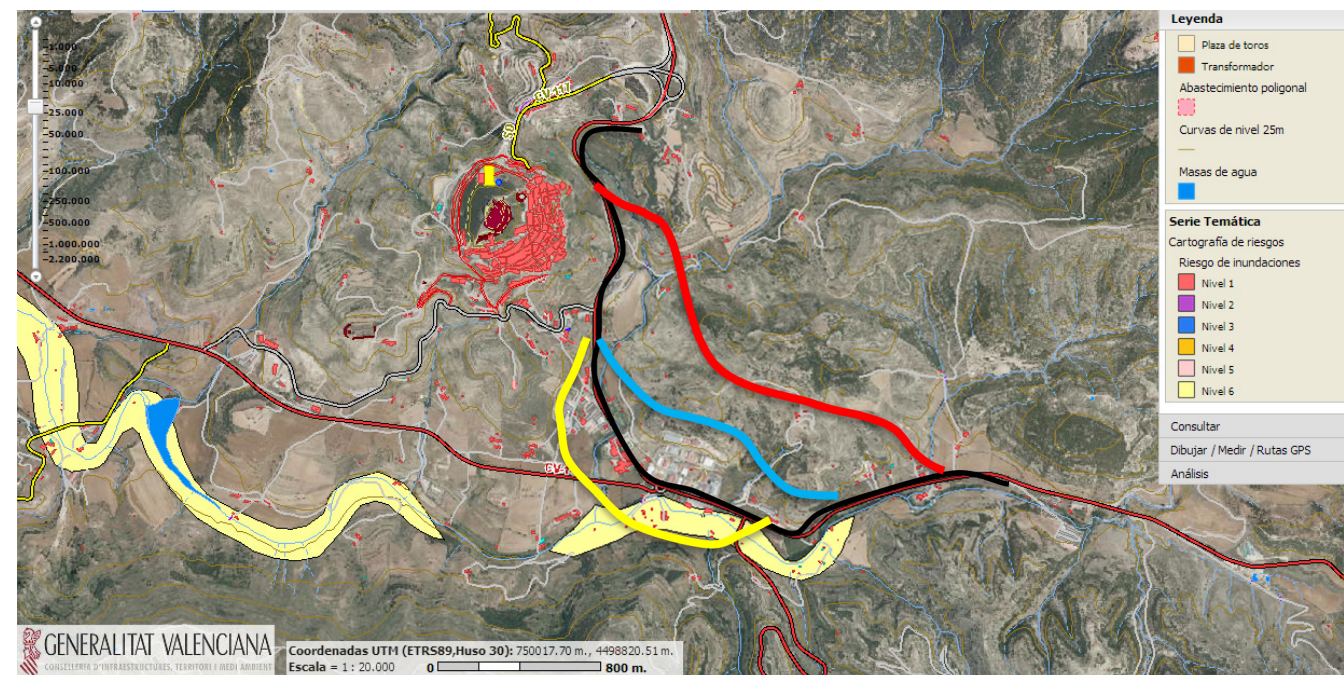 -1.000
-5.000
-10.000
-25.000
-50.000
-100.000
-250.000
-500.000
-1.000.000
-2.200.000
CV-117
SD
CV-1
GENERALITAT VALENCIANA
CONSELLERIA D'INFRAESTRUCTURES, TERRITORI I MEDI AMBIENT
Coordenadas UTM (ETRS89,Huso 30): 750017.70 m. , 4498820.51 m.
Escala = 1 : 20.000 0 800 m.
Leyenda
Plaza de toros
Transformador
Abastecimiento poligonal
Curvas de nivel 25m
Masas de agua
Serie Temática
Cartografía de riesgos
Riesgo de inundaciones
Nivel 1
Nivel 2
Nivel 3
Nivel 4
Nivel 5
Nivel 6
Consultar
Dibujar / Medir / Rutas GPS
Análisis